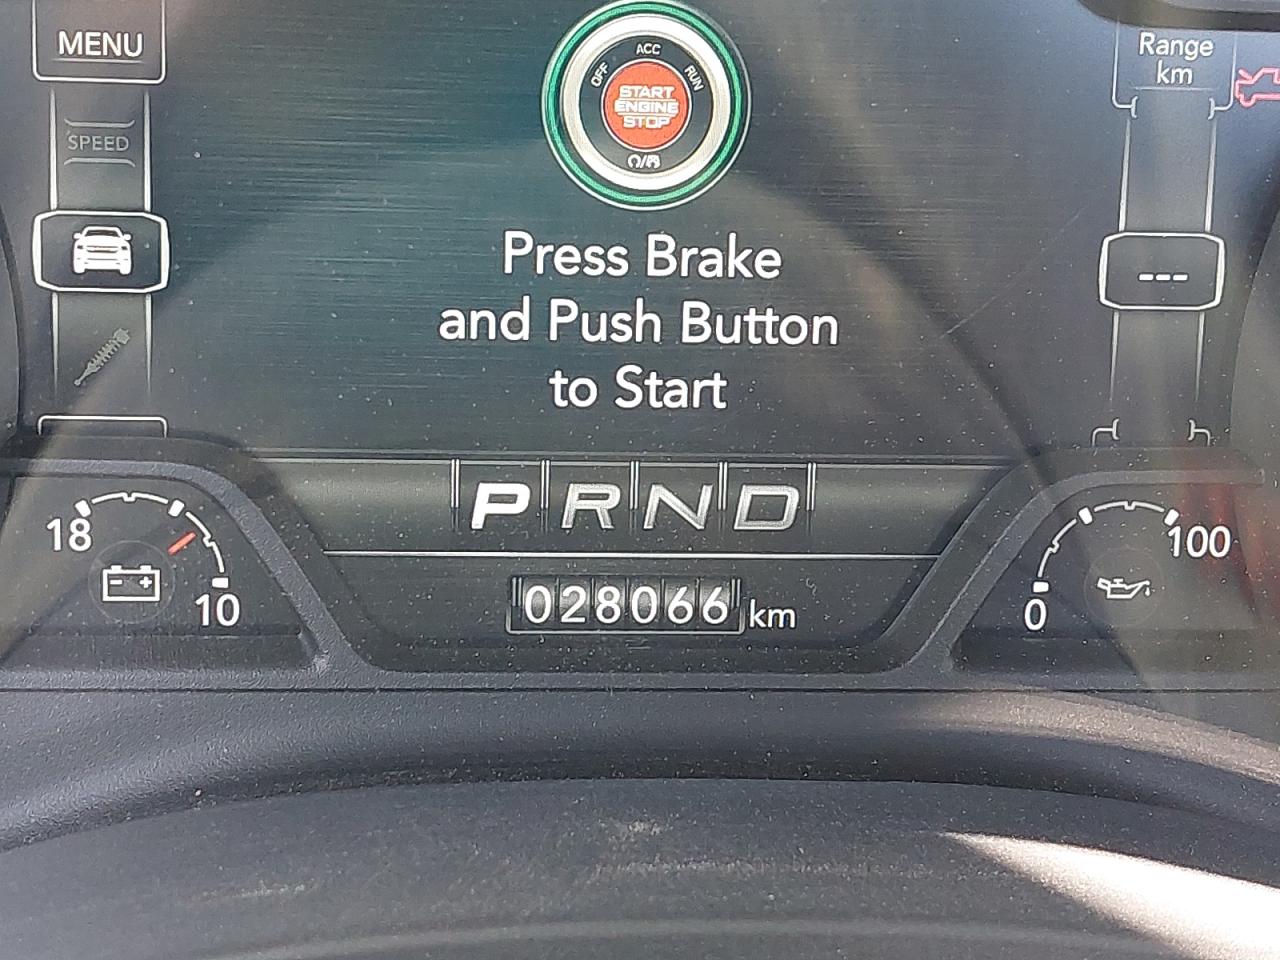 MENU
SPEED
OFF
ACC
RUN
START
ENGINE
STOP
Press Brake
and Push Button
to Start
Range
km
---
P R N D
18
10
028066 km
0
100